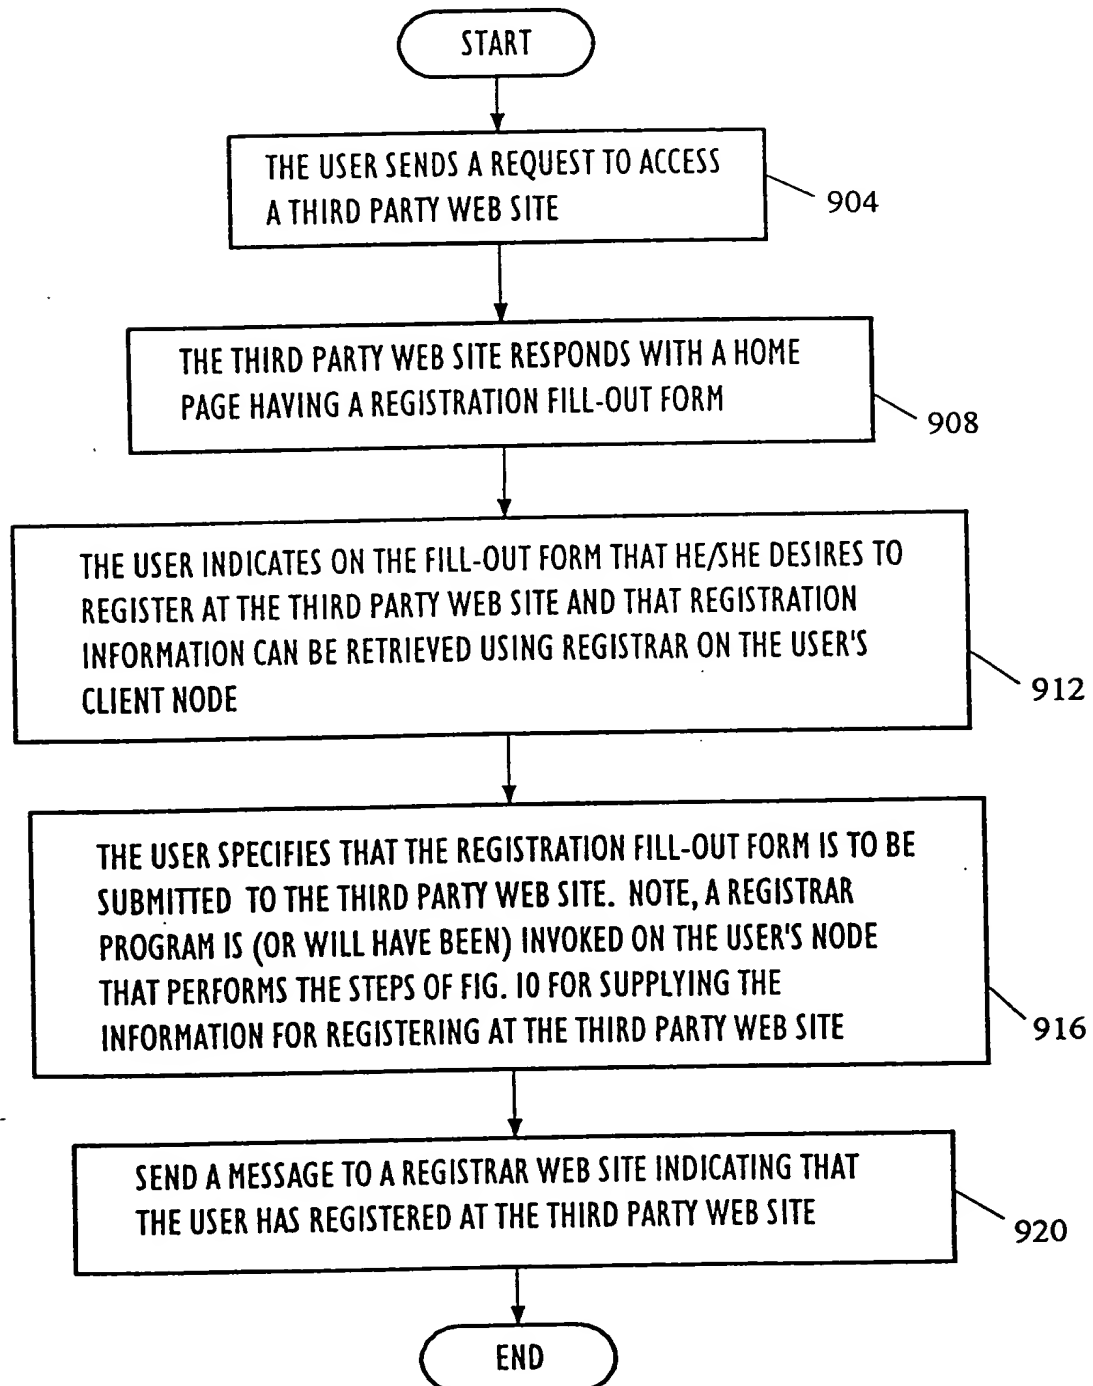 START
THE USER SENDS A REQUEST TO ACCESS
A THIRD PARTY WEB SITE
904
THE THIRD PARTY WEB SITE RESPONDS WITH A HOME
PAGE HAVING A REGISTRATION FILL-OUT FORM
908
THE USER INDICATES ON THE FILL-OUT FORM THAT HE/SHE DESIRES TO
REGISTER AT THE THIRD PARTY WEB SITE AND THAT REGISTRATION
INFORMATION CAN BE RETRIEVED USING REGISTRAR ON THE USER'S
CLIENT NODE
912
THE USER SPECIFIES THAT THE REGISTRATION FILL-OUT FORM IS TO BE
SUBMITTED TO THE THIRD PARTY WEB SITE. NOTE, A REGISTRAR
PROGRAM IS (OR WILL HAVE BEEN) INVOKED ON THE USER'S NODE
THAT PERFORMS THE STEPS OF FIG. 10 FOR SUPPLYING THE
INFORMATION FOR REGISTERING AT THE THIRD PARTY WEB SITE
916
SEND A MESSAGE TO A REGISTRAR WEB SITE INDICATING THAT
THE USER HAS REGISTERED AT THE THIRD PARTY WEB SITE
920
END